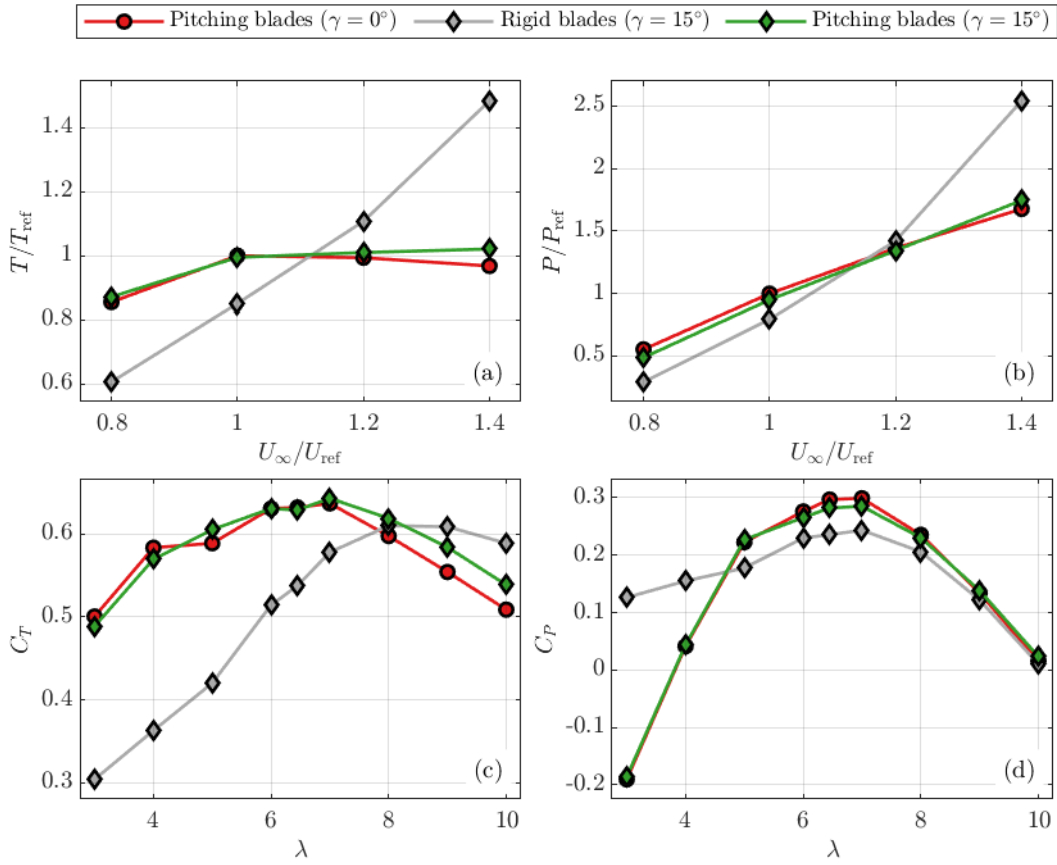 Pitching blades (γ = 0°) Rigid blades (γ = 15°) Pitching blades (γ = 15°)
1.4
1.2
1
0.8
0.6
T/T_ref
(a)
0.8 1 1.2 1.4
U_∞/U_ref
2.5
2
1.5
1
0.5
P/P_ref
(b)
0.8 1 1.2 1.4
U_∞/U_ref
0.6
0.5
0.4
0.3
C_T
(c)
4 6 8 10
λ
0.3
0.2
0.1
0
-0.1
-0.2
C_P
(d)
4 6 8 10
λ